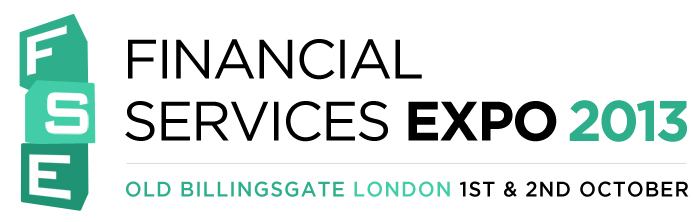 F
S
E
FINANCIAL
SERVICES EXPO 2013
OLD BILLINGSGATE LONDON 1ST & 2ND OCTOBER